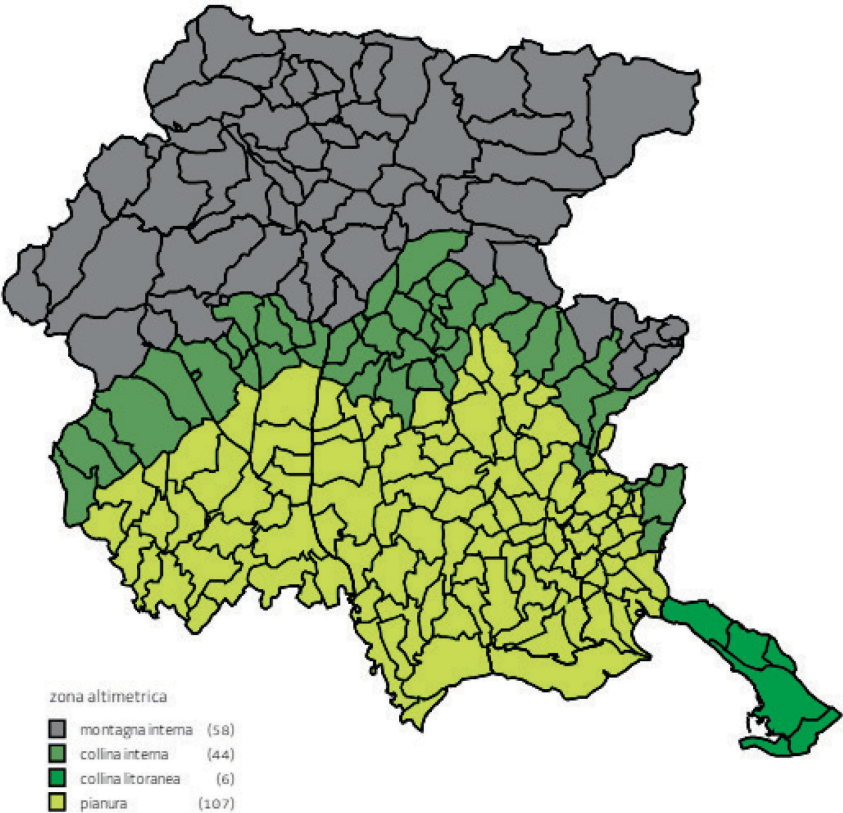 zona altimetrica
montagna interna (58)
collina interna (44)
collina litoranea (6)
pianura (107)